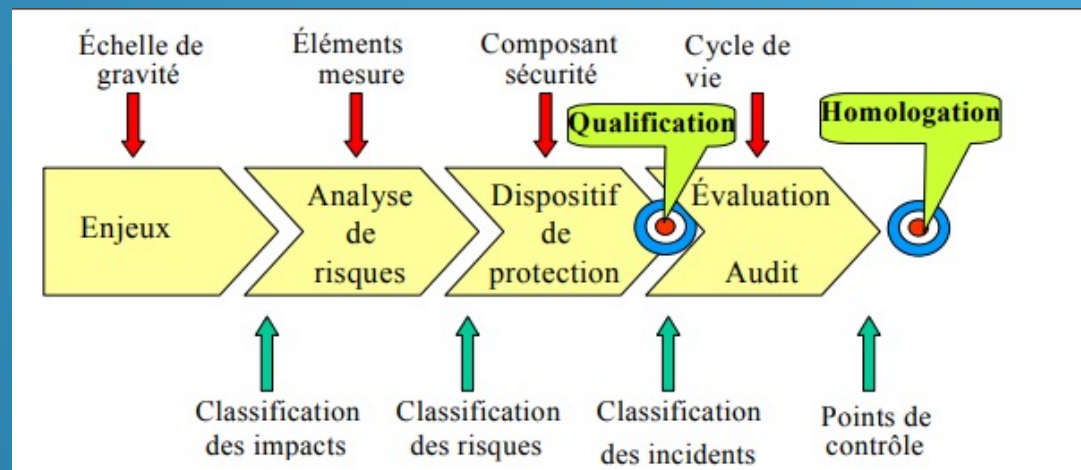 Échelle de
gravité
Éléments
mesure
Composant
sécurité
Cycle de
vie
Qualification
Homologation
Enjeux
Analyse
de
risques
Dispositif
de
protection
Évaluation
Audit
Classification
des impacts
Classification
des risques
Classification
des incidents
Points de
contrôle